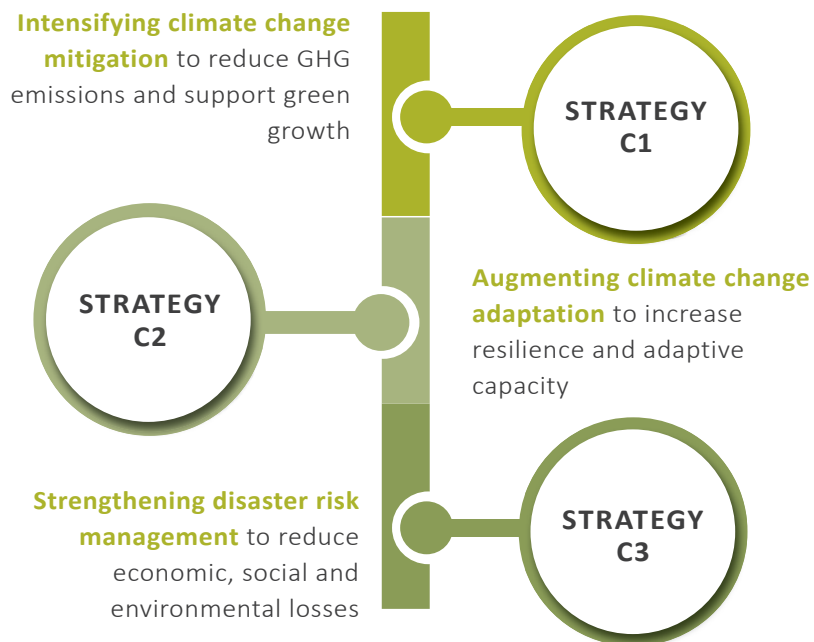 Intensifying climate change
mitigation to reduce GHG
emissions and support green
growth
STRATEGY
C1
STRATEGY
C2
Augmenting climate change
adaptation to increase
resilience and adaptive
capacity
Strengthening disaster risk
management to reduce
economic, social and
environmental losses
STRATEGY
C3